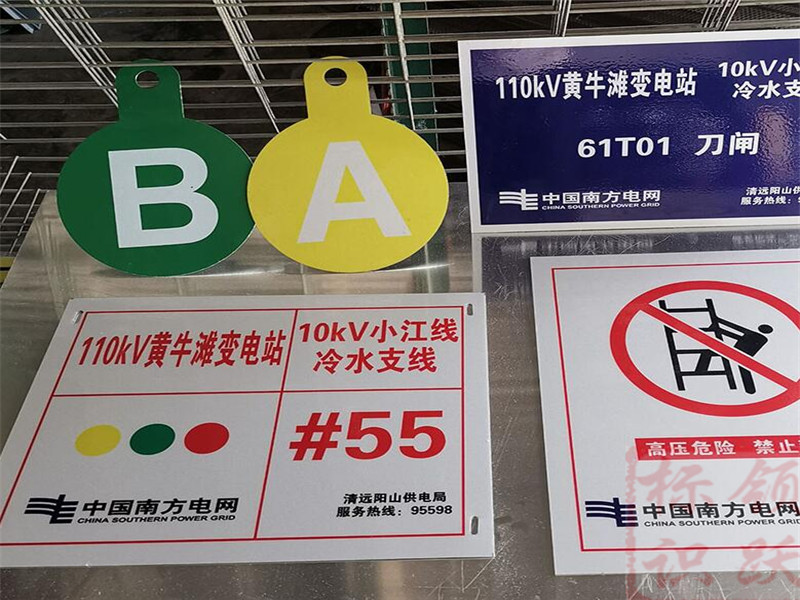 B
A
110kV黄牛滩变电站
10kV小
冷水支
61T01 刀闸
中国南方电网
CHINA SOUTHERN POWER GRID
清远阳山供
服务热线：
110kV黄牛滩变电站
10kV小江线
冷水支线
#55
中国南方电网
CHINA SOUTHERN POWER GRID
清远阳山供电局
服务热线：95598
高压危险 禁止
中国南方电网
CHINA SOUTHERN POWER GRID
标领
识跃